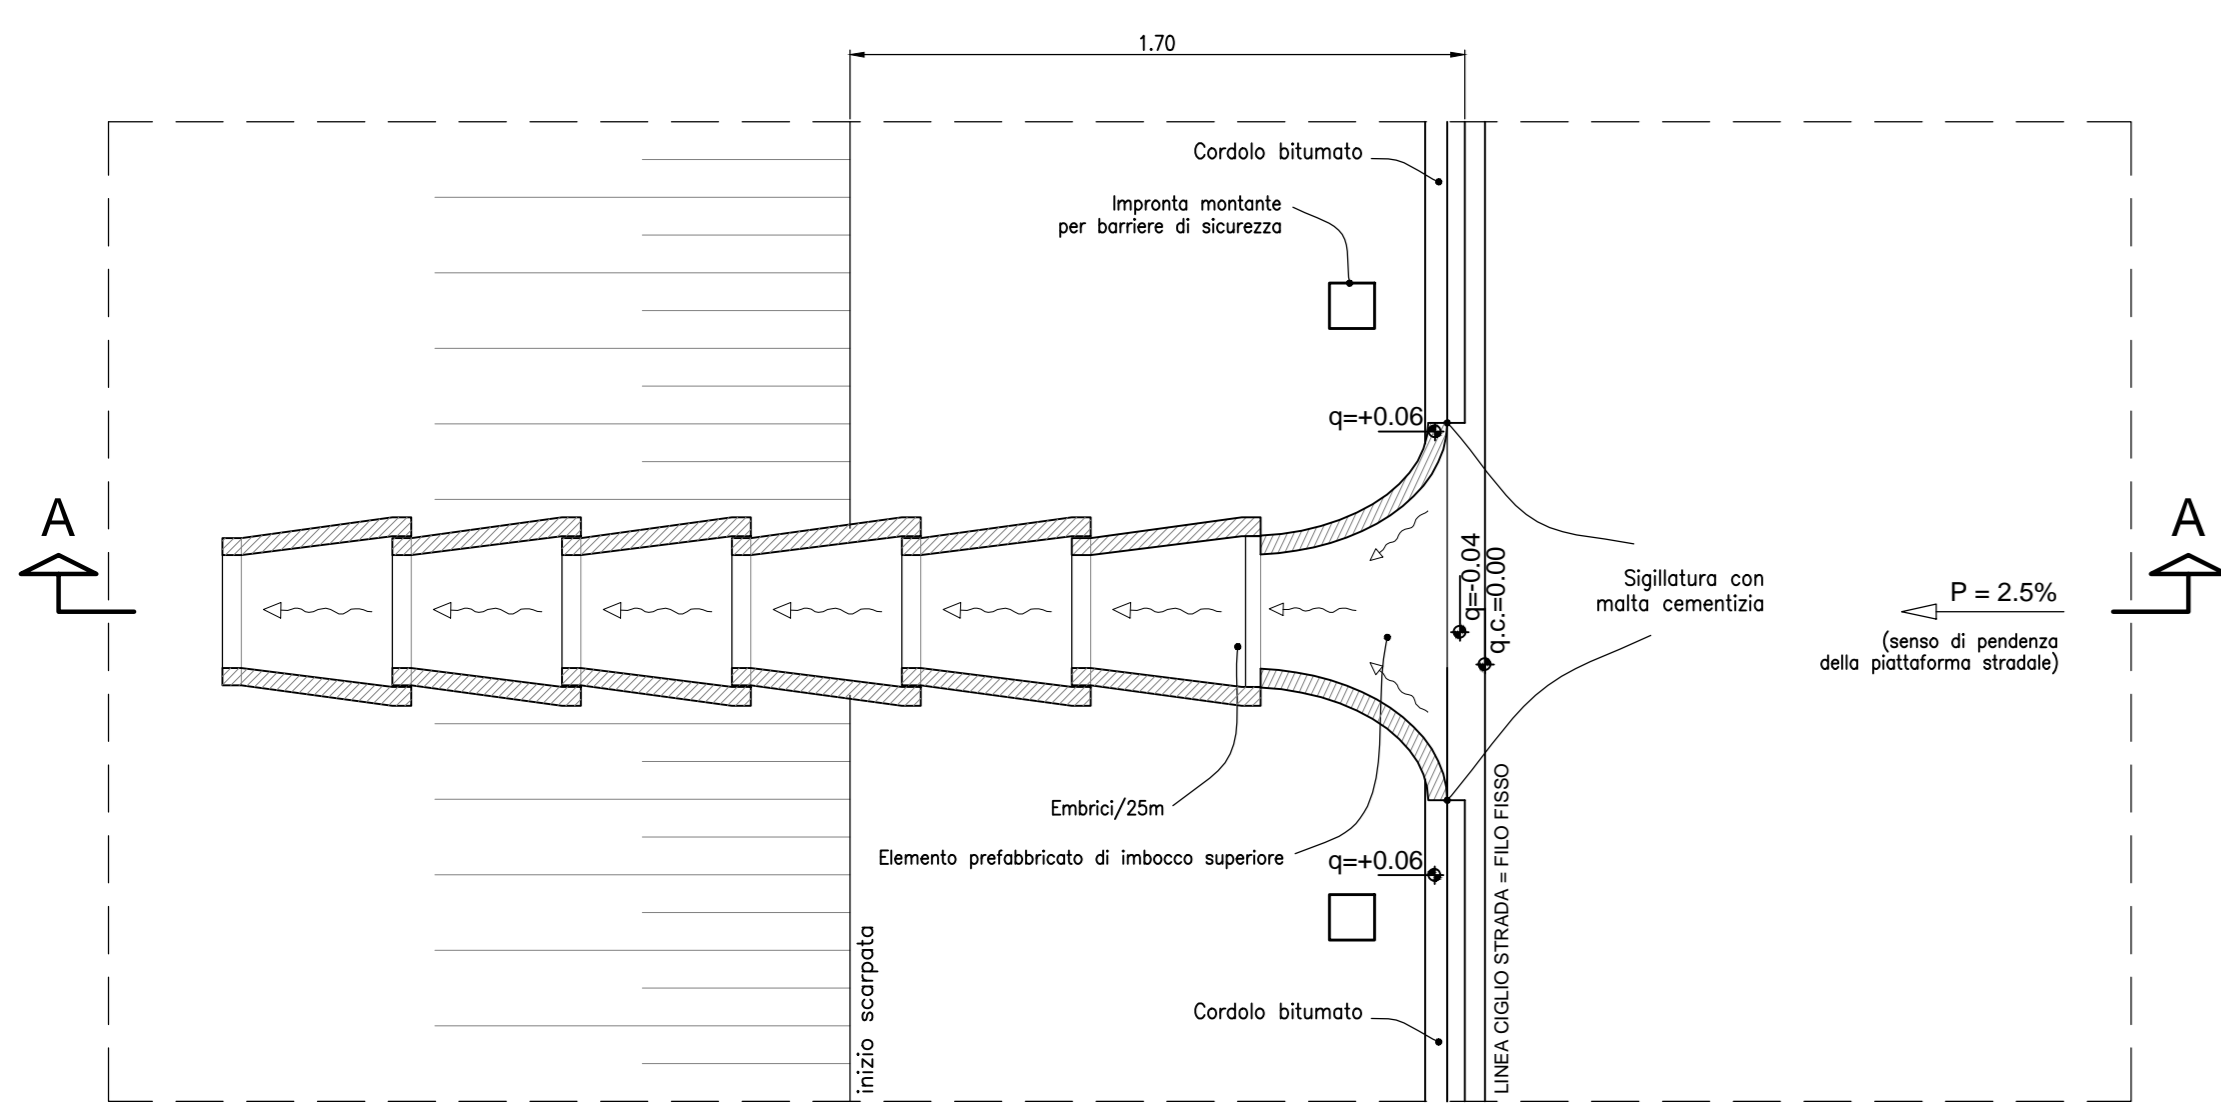 1.70
Cordolo bitumato
Impronta montante
per barriere di sicurezza
q=+0.06
A
A
q=-0.04
q.c.=0.00
Sigillatura con
malta cementizia
P = 2.5%
(senso di pendenza
della piattaforma stradale)
Embrici/25m
Elemento prefabbricato di imbocco superiore
q=+0.06
inizio scarpata
Cordolo bitumato
LINEA CIGLIO STRADA = FILO FISSO